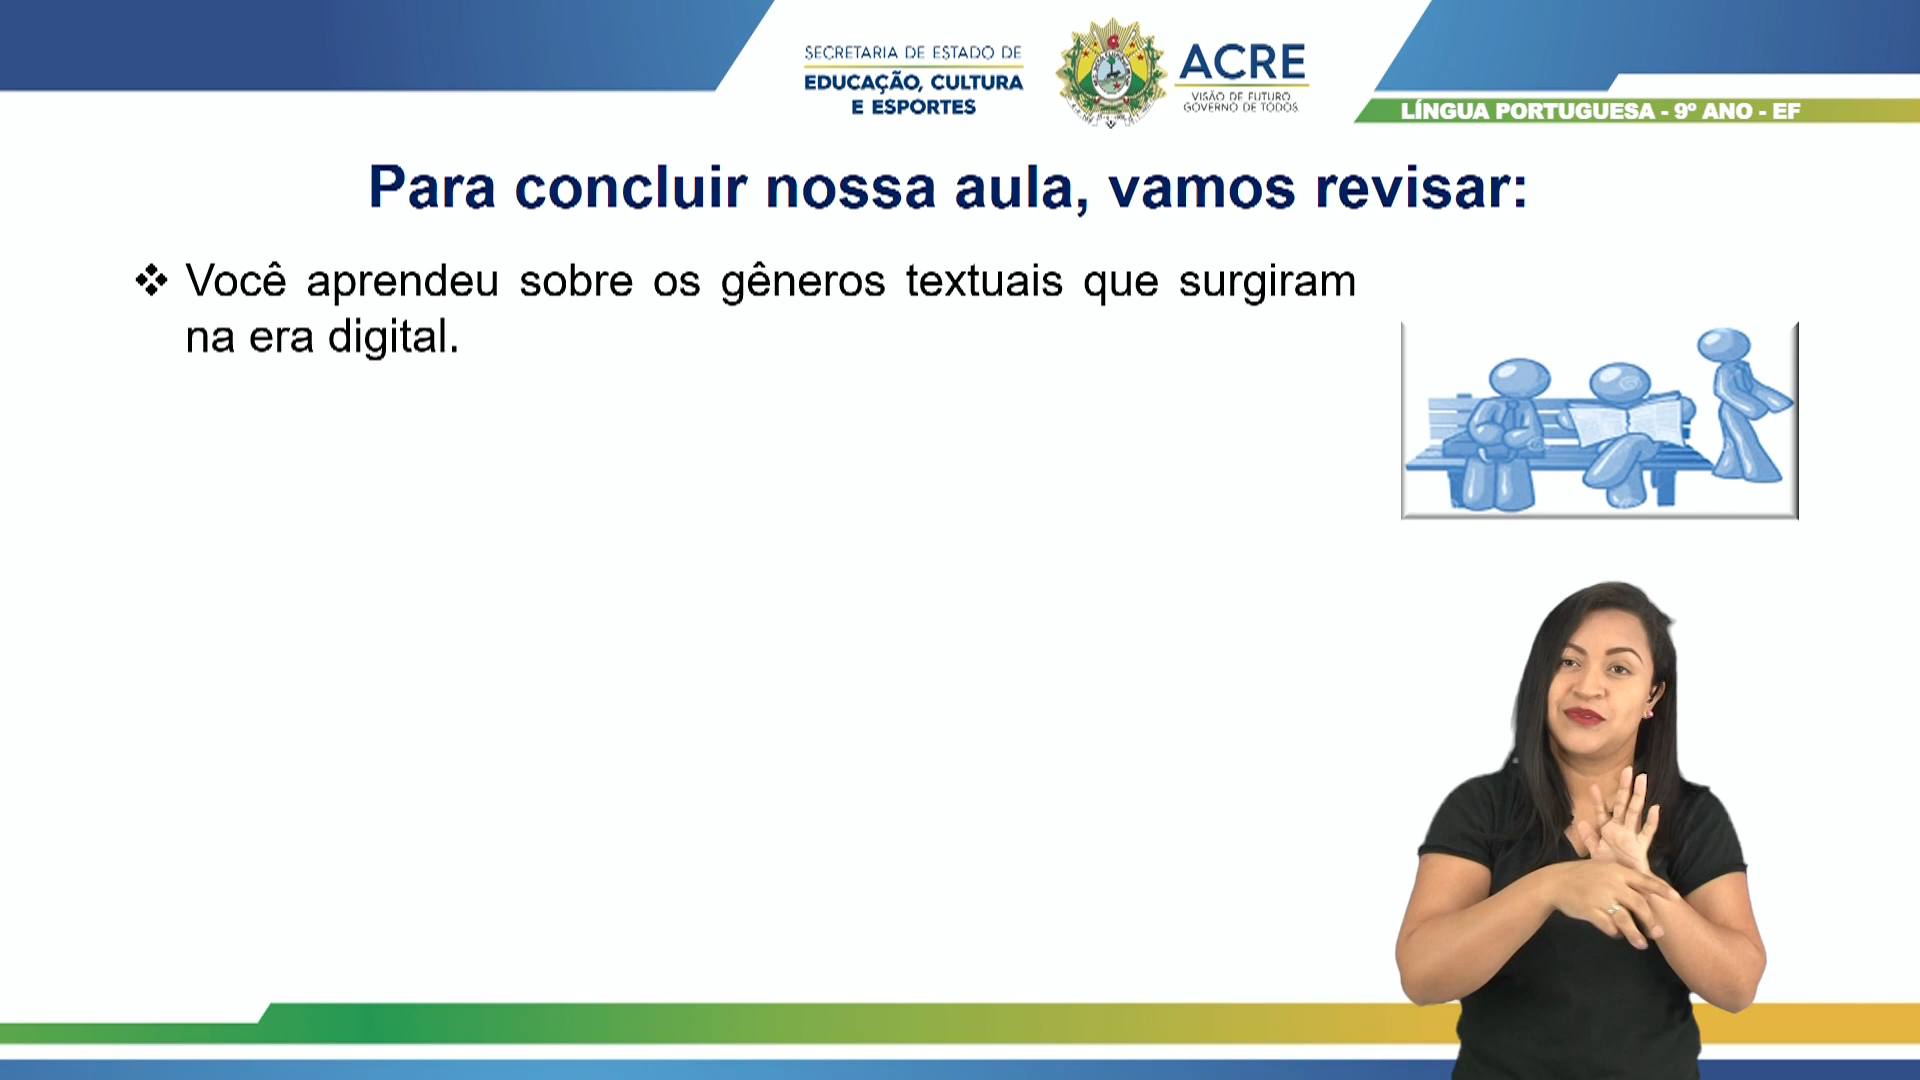 SECRETARIA DE ESTADO DE
EDUCAÇÃO, CULTURA
E ESPORTES
ACRE
VISÃO DE FUTURO
GOVERNO DE TODOS
LÍNGUA PORTUGUESA - 9º ANO - EF
Para concluir nossa aula, vamos revisar:
❖ Você aprendeu sobre os gêneros textuais que surgiram
na era digital.